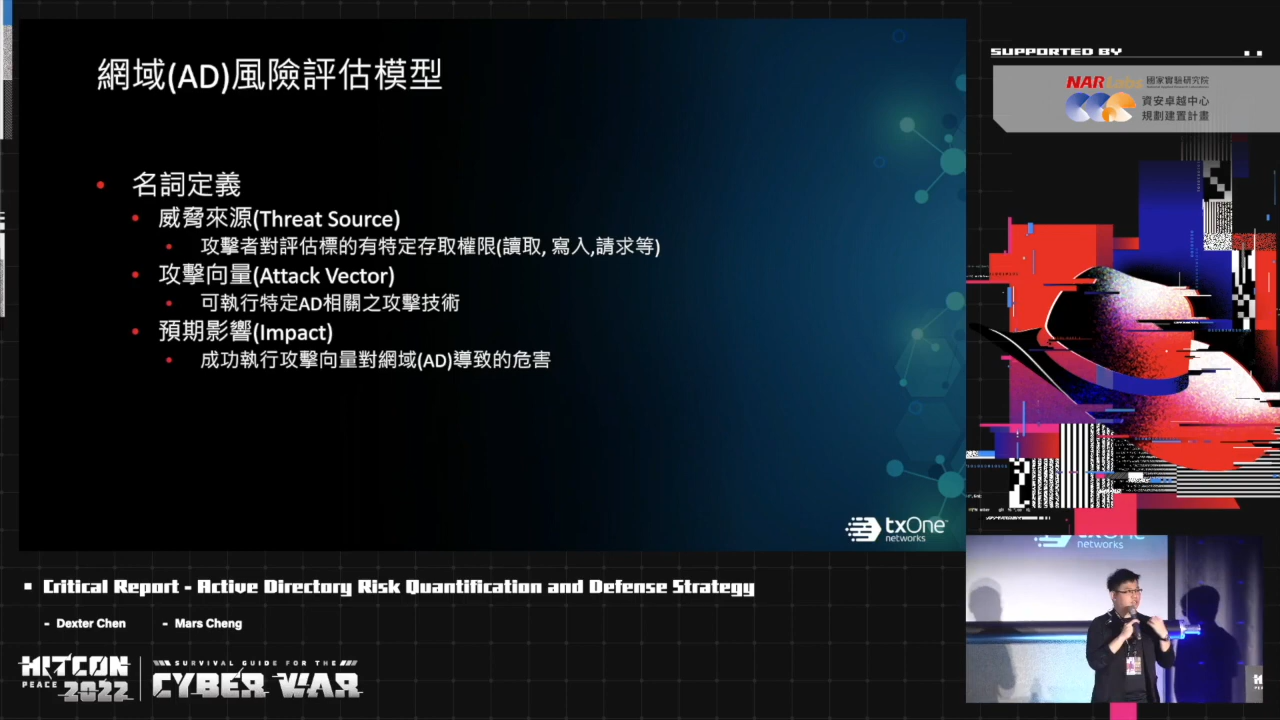 網域(AD)風險評估模型
名詞定義
威脅來源(Threat Source)
攻擊者對評估標的有特定存取權限(讀取, 寫入,請求等)
攻擊向量(Attack Vector)
可執行特定AD相關之攻擊技術
預期影響(Impact)
成功執行攻擊向量對網域(AD)導致的危害
txOne
networks
SUPPORTED BY
NARLabs 國家實驗研究院
資安卓越中心
規劃建置計畫
txOne
networks
Critical Report - Active Directory Risk Quantification and Defense Strategy
- Dexter Chen - Mars Cheng
HITCON
PEACE 2022
SURVIVAL GUIDE FOR THE
CYBER WAR